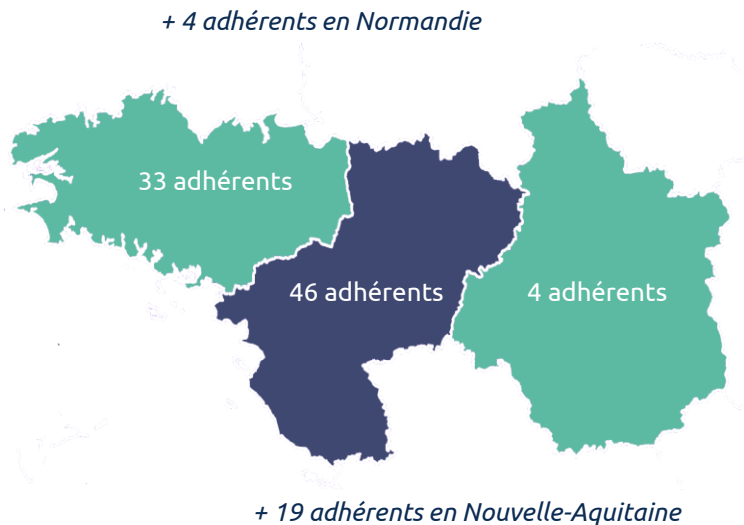 + 4 adhérents en Normandie
33 adhérents
46 adhérents
4 adhérents
+ 19 adhérents en Nouvelle-Aquitaine